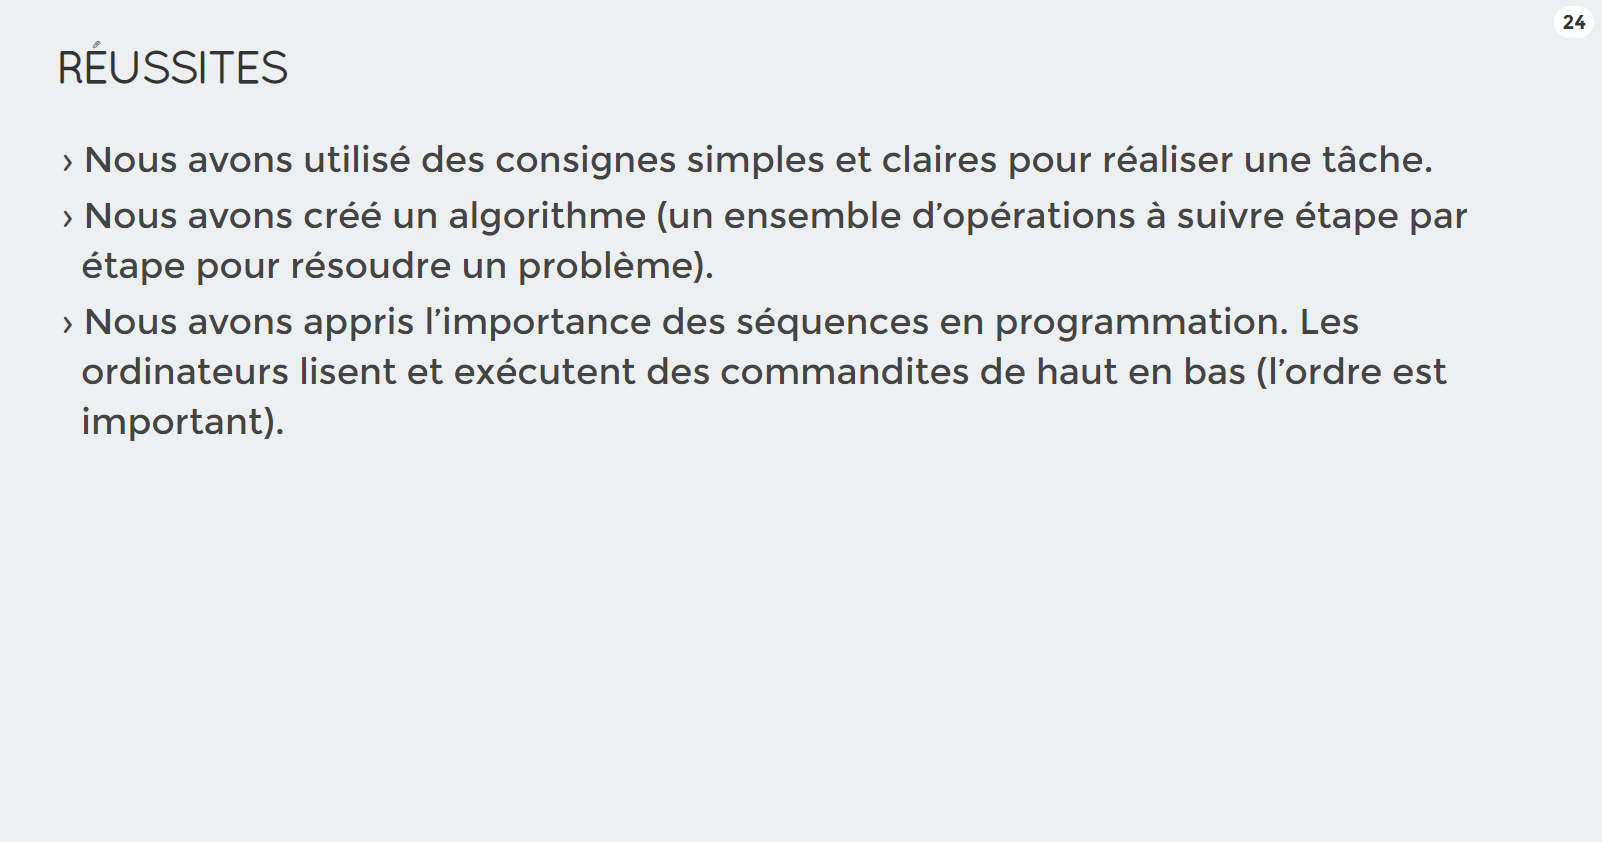 24
RÉUSSITES
› Nous avons utilisé des consignes simples et claires pour réaliser une tâche.
› Nous avons créé un algorithme (un ensemble d’opérations à suivre étape par
étape pour résoudre un problème).
› Nous avons appris l’importance des séquences en programmation. Les
ordinateurs lisent et exécutent des commandites de haut en bas (l’ordre est
important).